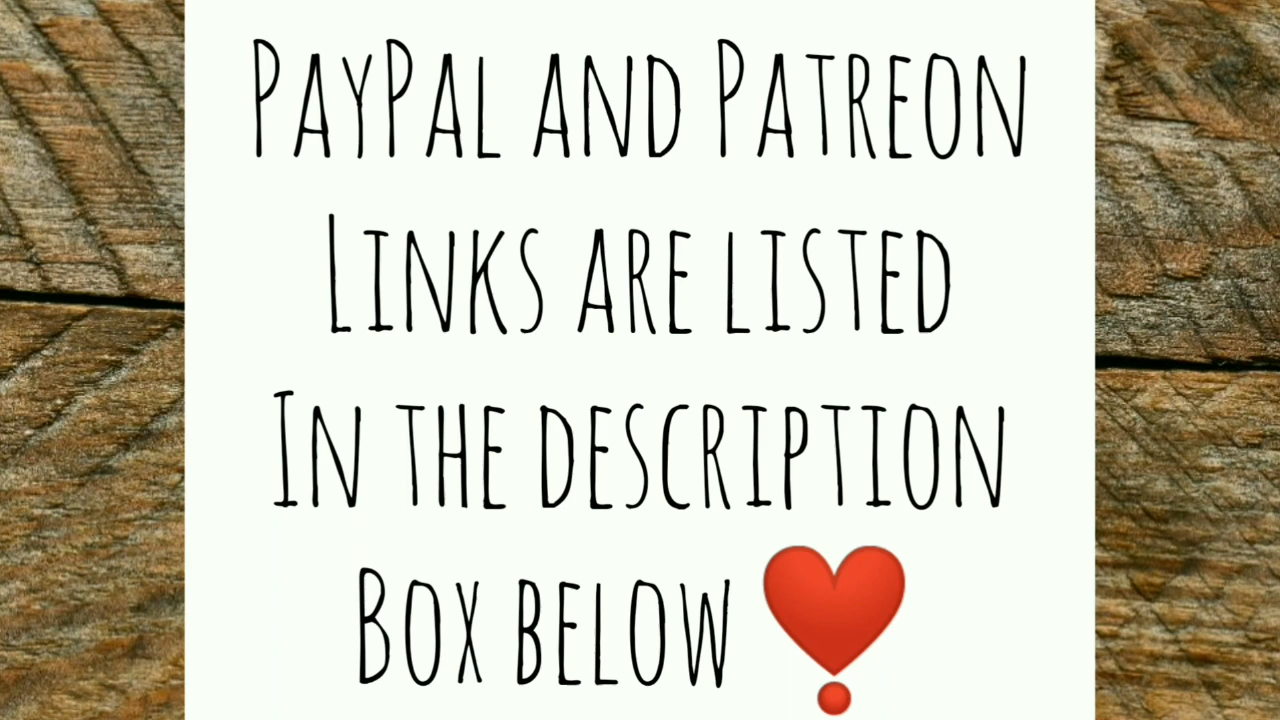 PayPal and Patreon
Links are listed
In the description
Box below ❣️